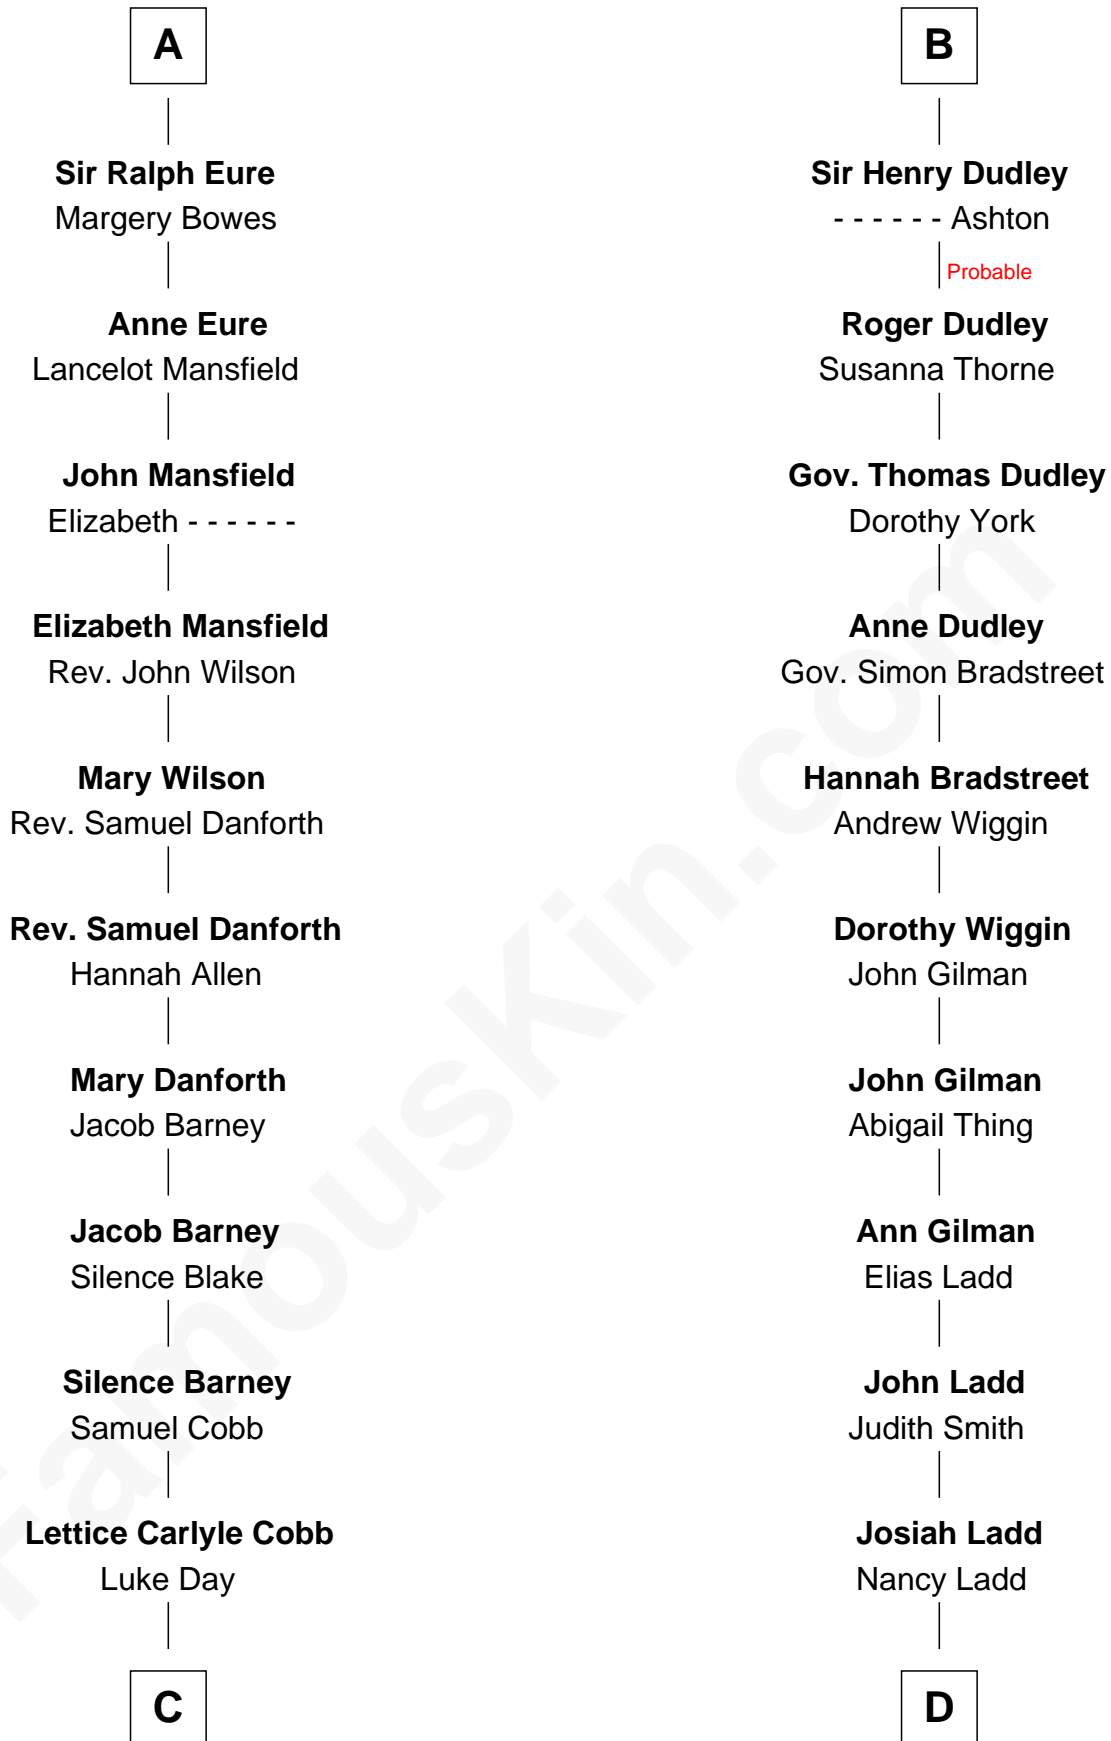 A
Sir Ralph Eure
Margery Bowes
Anne Eure
Lancelot Mansfield
John Mansfield
Elizabeth - - - - - -
Elizabeth Mansfield
Rev. John Wilson
Mary Wilson
Rev. Samuel Danforth
Rev. Samuel Danforth
Hannah Allen
Mary Danforth
Jacob Barney
Jacob Barney
Silence Blake
Silence Barney
Samuel Cobb
Lettice Carlyle Cobb
Luke Day
C
B
Sir Henry Dudley
- - - - - - Ashton
Probable
Roger Dudley
Susanna Thorne
Gov. Thomas Dudley
Dorothy York
Anne Dudley
Gov. Simon Bradstreet
Hannah Bradstreet
Andrew Wiggin
Dorothy Wiggin
John Gilman
John Gilman
Abigail Thing
Ann Gilman
Elias Ladd
John Ladd
Judith Smith
Josiah Ladd
Nancy Ladd
D
FamousKin.com